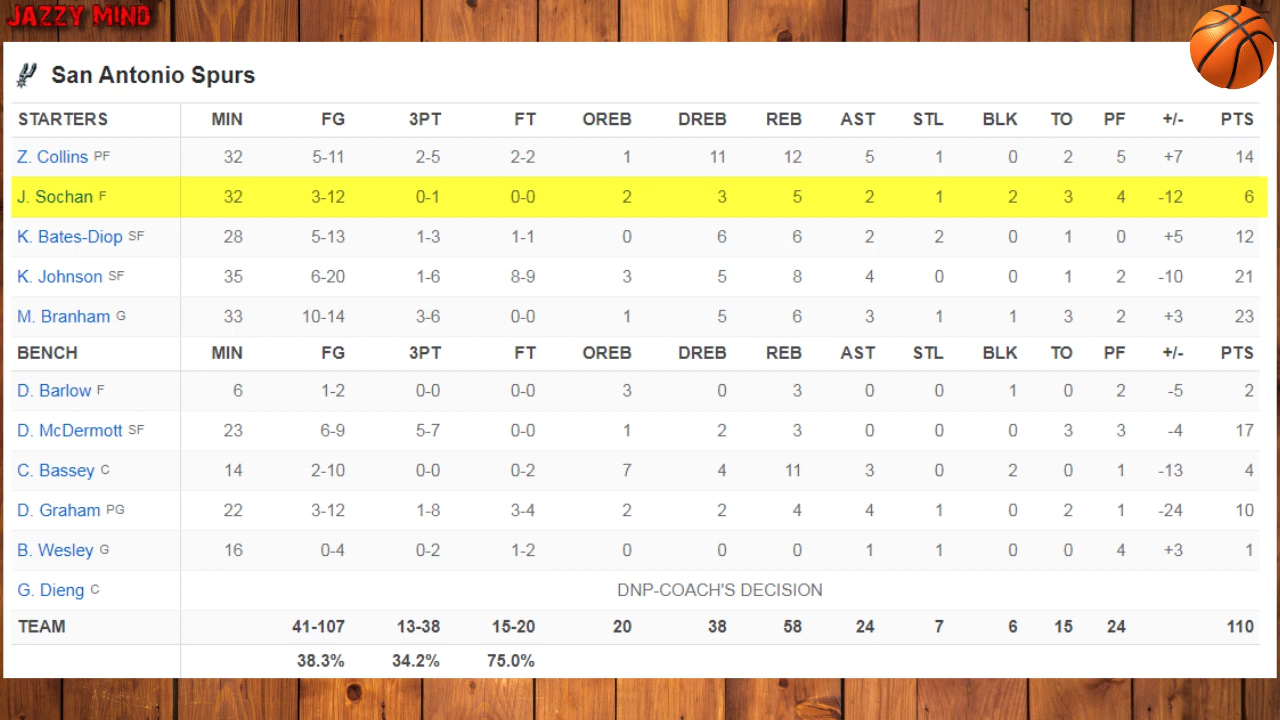 JAZZY MIND
San Antonio Spurs
STARTERS MIN FG 3PT FT OREB DREB REB AST STL BLK TO PF +/- PTS
Z. Collins PF 32 5-11 2-5 2-2 1 11 12 5 1 0 2 5 +7 14
J. Sochan F 32 3-12 0-1 0-0 2 3 5 2 1 2 3 4 -12 6
K. Bates-Diop SF 28 5-13 1-3 1-1 0 6 6 2 2 0 1 0 +5 12
K. Johnson SF 35 6-20 1-6 8-9 3 5 8 4 0 0 1 2 -10 21
M. Branham G 33 10-14 3-6 0-0 1 5 6 3 1 1 3 2 +3 23
BENCH MIN FG 3PT FT OREB DREB REB AST STL BLK TO PF +/- PTS
D. Barlow F 6 1-2 0-0 0-0 3 0 3 0 0 1 0 2 -5 2
D. McDermott SF 23 6-9 5-7 0-0 1 2 3 0 0 0 3 3 -4 17
C. Bassey C 14 2-10 0-0 0-2 7 4 11 3 0 2 0 1 -13 4
D. Graham PG 22 3-12 1-8 3-4 2 2 4 4 1 0 2 1 -24 10
B. Wesley G 16 0-4 0-2 1-2 0 0 0 1 1 0 0 4 +3 1
G. Dieng C DNP-COACH'S DECISION
TEAM 41-107 13-38 15-20 20 38 58 24 7 6 15 24 110
38.3% 34.2% 75.0%